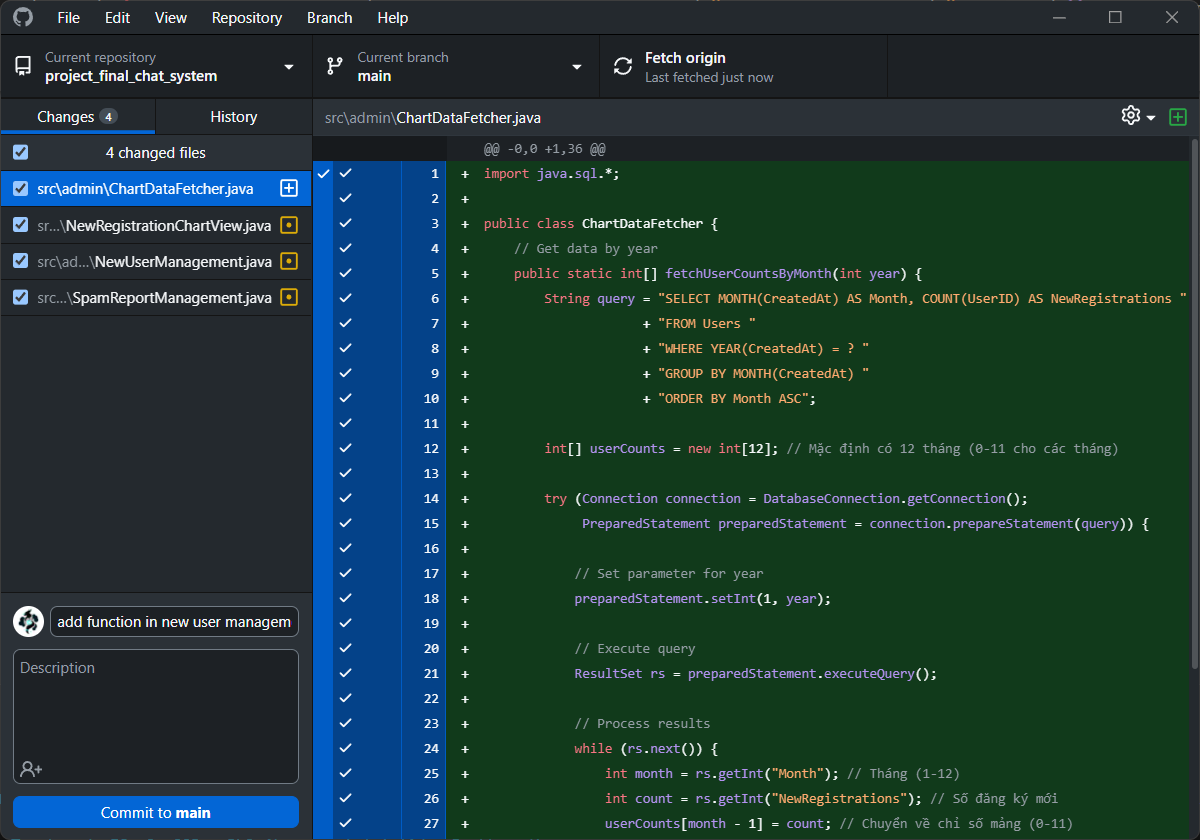 File Edit View Repository Branch Help
Current repository
project_final_chat_system
Current branch
main
Fetch origin
Last fetched just now
Changes 4
History
4 changed files
src\admin\ChartDataFetcher.java
sr...\NewRegistrationChartView.java
src\ad...\NewUserManagement.java
src...\SpamReportManagement.java
add function in new user managem
Description
Commit to main
src\admin\ChartDataFetcher.java
@@ -0,0 +1,36 @@
1 + import java.sql.*;
2 +
3 + public class ChartDataFetcher {
4 + // Get data by year
5 + public static int[] fetchUserCountsByMonth(int year) {
6 + String query = "SELECT MONTH(CreatedAt) AS Month, COUNT(UserID) AS NewRegistrations "
7 + + "FROM Users "
8 + + "WHERE YEAR(CreatedAt) = ? "
9 + + "GROUP BY MONTH(CreatedAt) "
10 + + "ORDER BY Month ASC";
11 +
12 + int[] userCounts = new int[12]; // Mặc định có 12 tháng (0-11 cho các tháng)
13 +
14 + try (Connection connection = DatabaseConnection.getConnection();
15 + PreparedStatement preparedStatement = connection.prepareStatement(query)) {
16 +
17 + // Set parameter for year
18 + preparedStatement.setInt(1, year);
19 +
20 + // Execute query
21 + ResultSet rs = preparedStatement.executeQuery();
22 +
23 + // Process results
24 + while (rs.next()) {
25 + int month = rs.getInt("Month"); // Tháng (1-12)
26 + int count = rs.getInt("NewRegistrations"); // Số đăng ký mới
27 + userCounts[month - 1] = count; // Chuyển về chỉ số mảng (0-11)